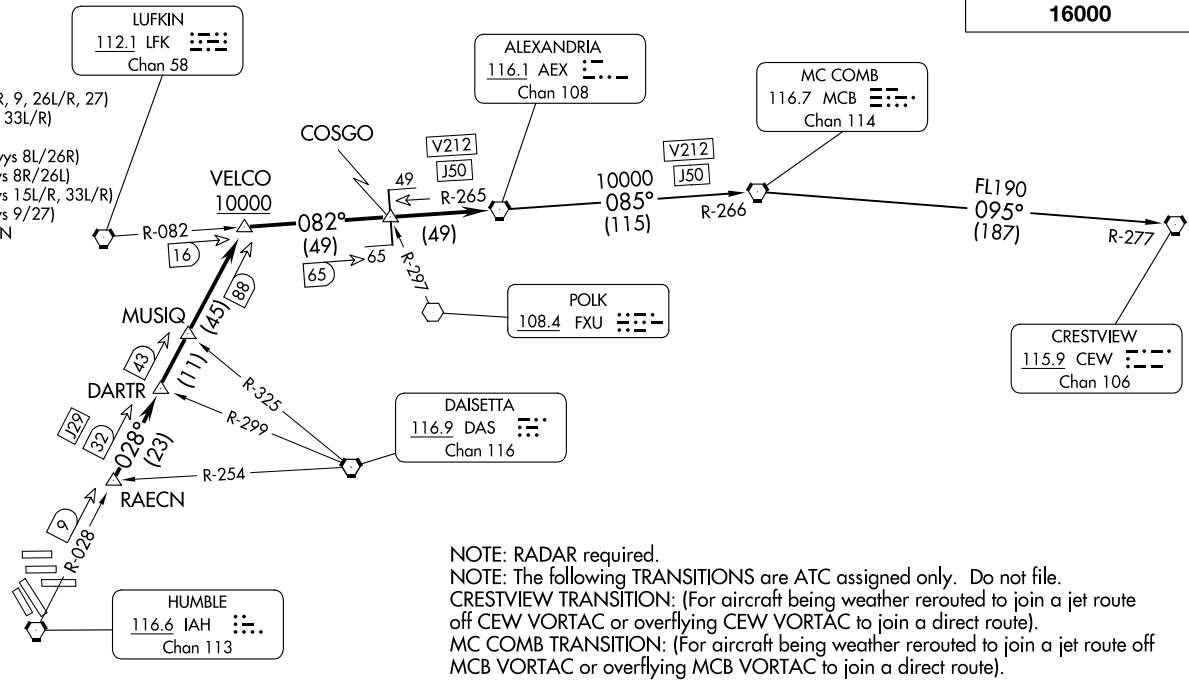 16000
LUFKIN
112.1 LFK
Chan 58
ALEXANDRIA
116.1 AEX
Chan 108
MC COMB
116.7 MCB
Chan 114
R, 9, 26L/R, 27)
33L/R)
ys 8L/26R)
s 8R/26L)
s 15L/R, 33L/R)
s 9/27)
N
COSGO
V212
J50
V212
J50
VELCO
10000
49
R-265
10000
085°
(115)
R-266
FL190
095°
(187)
R-277
R-082
16
082°
(49)
(49)
65
65
R-297
88
MUSIQ
(45)
POLK
108.4 FXU
43
(11)
CRESTVIEW
115.9 CEW
Chan 106
DARTR
R-325
R-299
J29
32
028°
(23)
DAISETTA
116.9 DAS
Chan 116
R-254
RAECN
9
R-028
HUMBLE
116.6 IAH
Chan 113
NOTE: RADAR required.
NOTE: The following TRANSITIONS are ATC assigned only. Do not file.
CRESTVIEW TRANSITION: (For aircraft being weather rerouted to join a jet route
off CEW VORTAC or overflying CEW VORTAC to join a direct route).
MC COMB TRANSITION: (For aircraft being weather rerouted to join a jet route off
MCB VORTAC or overflying MCB VORTAC to join a direct route).